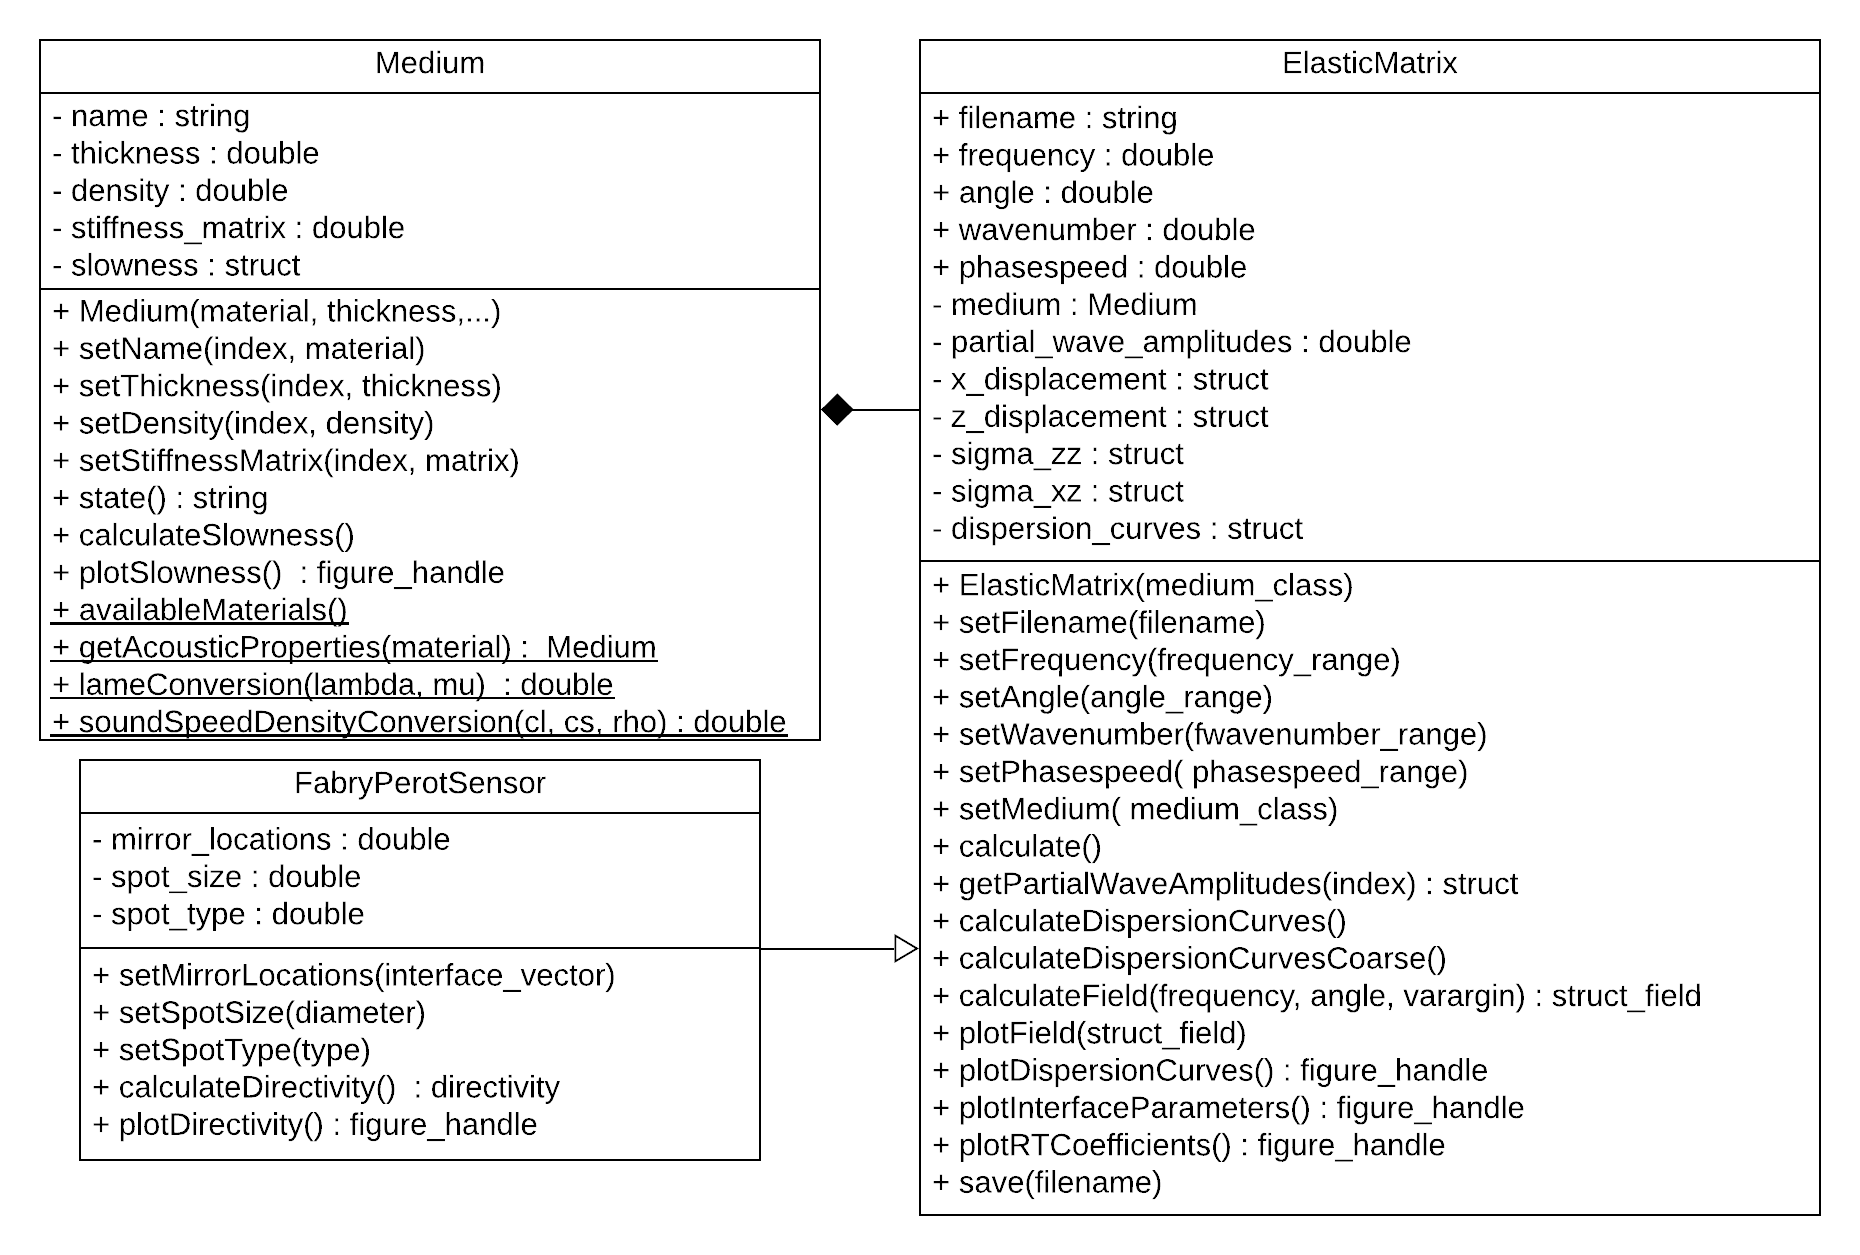 Medium
- name : string
- thickness : double
- density : double
- stiffness_matrix : double
- slowness : struct
+ Medium(material, thickness,...)
+ setName(index, material)
+ setThickness(index, thickness)
+ setDensity(index, density)
+ setStiffnessMatrix(index, matrix)
+ state() : string
+ calculateSlowness()
+ plotSlowness()  : figure_handle
+ availableMaterials()
+ getAcousticProperties(material) :  Medium
+ lameConversion(lambda, mu)  : double
+ soundSpeedDensityConversion(cl, cs, rho) : double
FabryPerotSensor
- mirror_locations : double
- spot_size : double
- spot_type : double
+ setMirrorLocations(interface_vector)
+ setSpotSize(diameter)
+ setSpotType(type)
+ calculateDirectivity()  : directivity
+ plotDirectivity() : figure_handle
ElasticMatrix
+ filename : string
+ frequency : double
+ angle : double
+ wavenumber : double
+ phasespeed : double
- medium : Medium
- partial_wave_amplitudes : double
- x_displacement : struct
- z_displacement : struct
- sigma_zz : struct
- sigma_xz : struct
- dispersion_curves : struct
+ ElasticMatrix(medium_class)
+ setFilename(filename)
+ setFrequency(frequency_range)
+ setAngle(angle_range)
+ setWavenumber(fwavenumber_range)
+ setPhasespeed( phasespeed_range)
+ setMedium( medium_class)
+ calculate()
+ getPartialWaveAmplitudes(index) : struct
+ calculateDispersionCurves()
+ calculateDispersionCurvesCoarse()
+ calculateField(frequency, angle, varargin) : struct_field
+ plotField(struct_field)
+ plotDispersionCurves() : figure_handle
+ plotInterfaceParameters() : figure_handle
+ plotRTCoefficients() : figure_handle
+ save(filename)